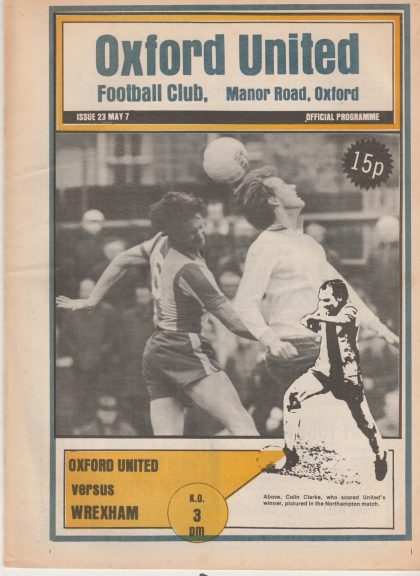 Oxford United
Football Club, Manor Road, Oxford
ISSUE 23 MAY 7 OFFICIAL PROGRAMME
15p
OXFORD UNITED
versus
WREXHAM
K.O.
3
pm
Above, Colin Clarke, who scored United's
winner, pictured in the Northampton match.